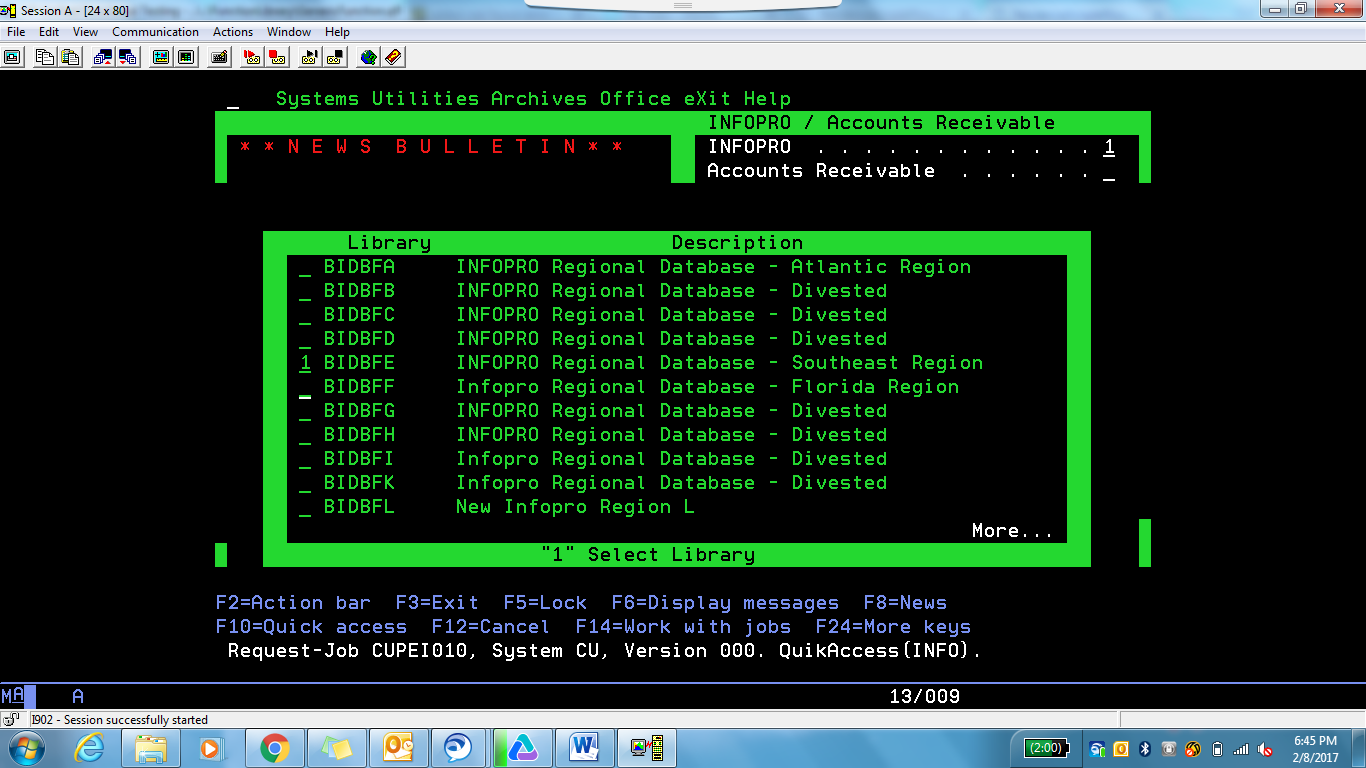 Session A - [24 x 80]
File Edit View Communication Actions Window Help
_ Systems Utilities Archives Office eXit Help
INFOPRO / Accounts Receivable
* * N E W S B U L L E T I N * *
INFOPRO . . . . . . . . . . . . 1
Accounts Receivable . . . . . . _
Library Description
_ BIDBFA INFOPRO Regional Database - Atlantic Region
_ BIDBFB INFOPRO Regional Database - Divested
_ BIDBFC INFOPRO Regional Database - Divested
_ BIDBFD INFOPRO Regional Database - Divested
1 BIDBFE INFOPRO Regional Database - Southeast Region
_ BIDBFF Infopro Regional Database - Florida Region
_ BIDBFG INFOPRO Regional Database - Divested
_ BIDBFH INFOPRO Regional Database - Divested
_ BIDBFI Infopro Regional Database - Divested
_ BIDBFK Infopro Regional Database - Divested
_ BIDBFL New Infopro Region L
More...
"1" Select Library
F2=Action bar F3=Exit F5=Lock F6=Display messages F8=News
F10=Quick access F12=Cancel F14=Work with jobs F24=More keys
Request-Job CUPEIO10, System CU, Version 000. QuikAccess(INFO).
MA A 13/009
I902 - Session successfully started
(2:00)
6:45 PM
2/8/2017